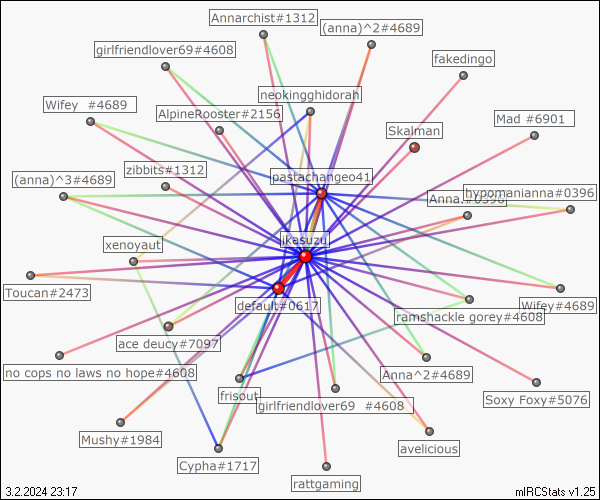 Annarchist#1312
(anna)^2#4689
girlfriendlover69#4608
fakedingo
neokingghidorah
Wifey  #4689
AlpineRooster#2156
Mad #6901
Skalman
zibbits#1312
pastachangeo41
(anna)^3#4689
hypomanianna#0396
Anna.#0396
ikasuzu
xenoyaut
Toucan#2473
default#0617
Wifey#4689
ramshackle gorey#4608
ace deucy#7097
no cops no laws no hope#4608
Anna^2#4689
frisout
girlfriendlover69  #4608
Soxy Foxy#5076
Mushy#1984
avelicious
Cypha#1717
rattgaming
3.2.2024 23:17
mIRCStats v1.25